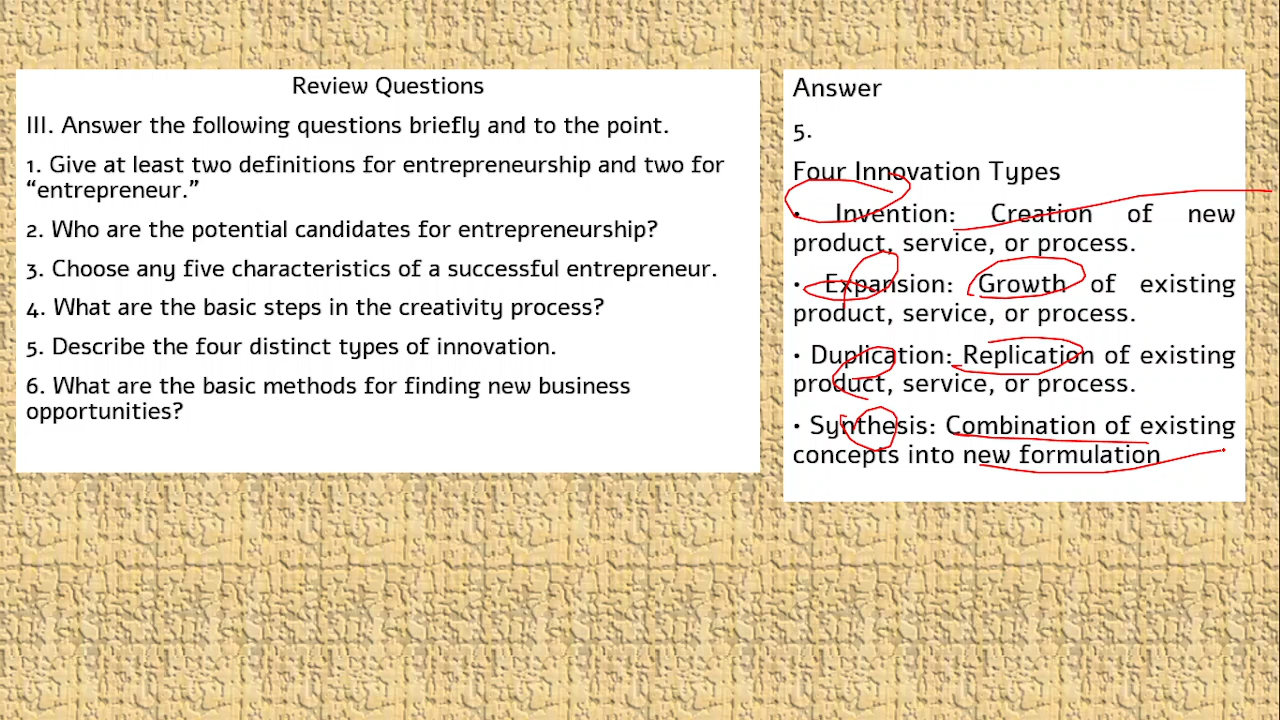 Review Questions
III. Answer the following questions briefly and to the point.
1. Give at least two definitions for entrepreneurship and two for
“entrepreneur.”
2. Who are the potential candidates for entrepreneurship?
3. Choose any five characteristics of a successful entrepreneur.
4. What are the basic steps in the creativity process?
5. Describe the four distinct types of innovation.
6. What are the basic methods for finding new business
opportunities?
Answer
5.
Four Innovation Types
• Invention: Creation of new
product, service, or process.
• Expansion: Growth of existing
product, service, or process.
• Duplication: Replication of existing
product, service, or process.
• Synthesis: Combination of existing
concepts into new formulation